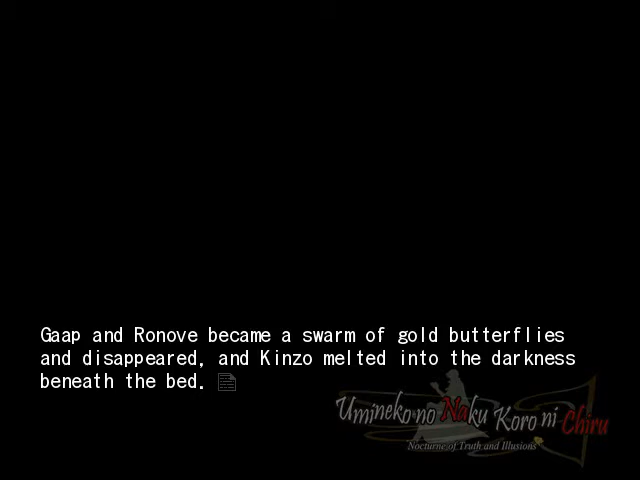 Gaap and Ronove became a swarm of gold butterflies
and disappeared, and Kinzo melted into the darkness
beneath the bed.
Umineko no Naku Koro ni Chiru
Nocturne of Truth and Illusions